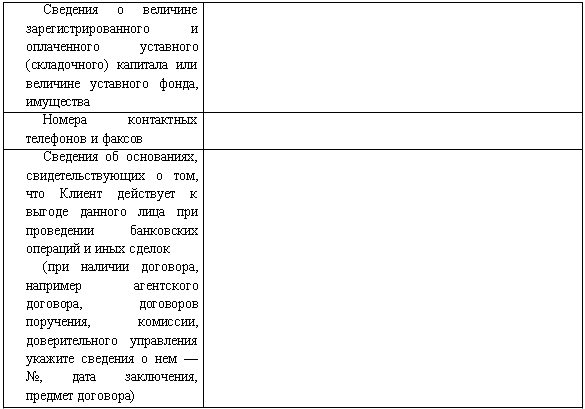 Сведения о величине
зарегистрированного и
оплаченного уставного
(складочного) капитала или
величине уставного фонда,
имущества
Номера контактных
телефонов и факсов
Сведения об основаниях,
свидетельствующих о том,
что Клиент действует к
выгоде данного лица при
проведении банковских
операций и иных сделок
(при наличии договора,
например агентского
договора, договоров
поручения, комиссии,
доверительного управления
укажите сведения о нем —
№, дата заключения,
предмет договора)